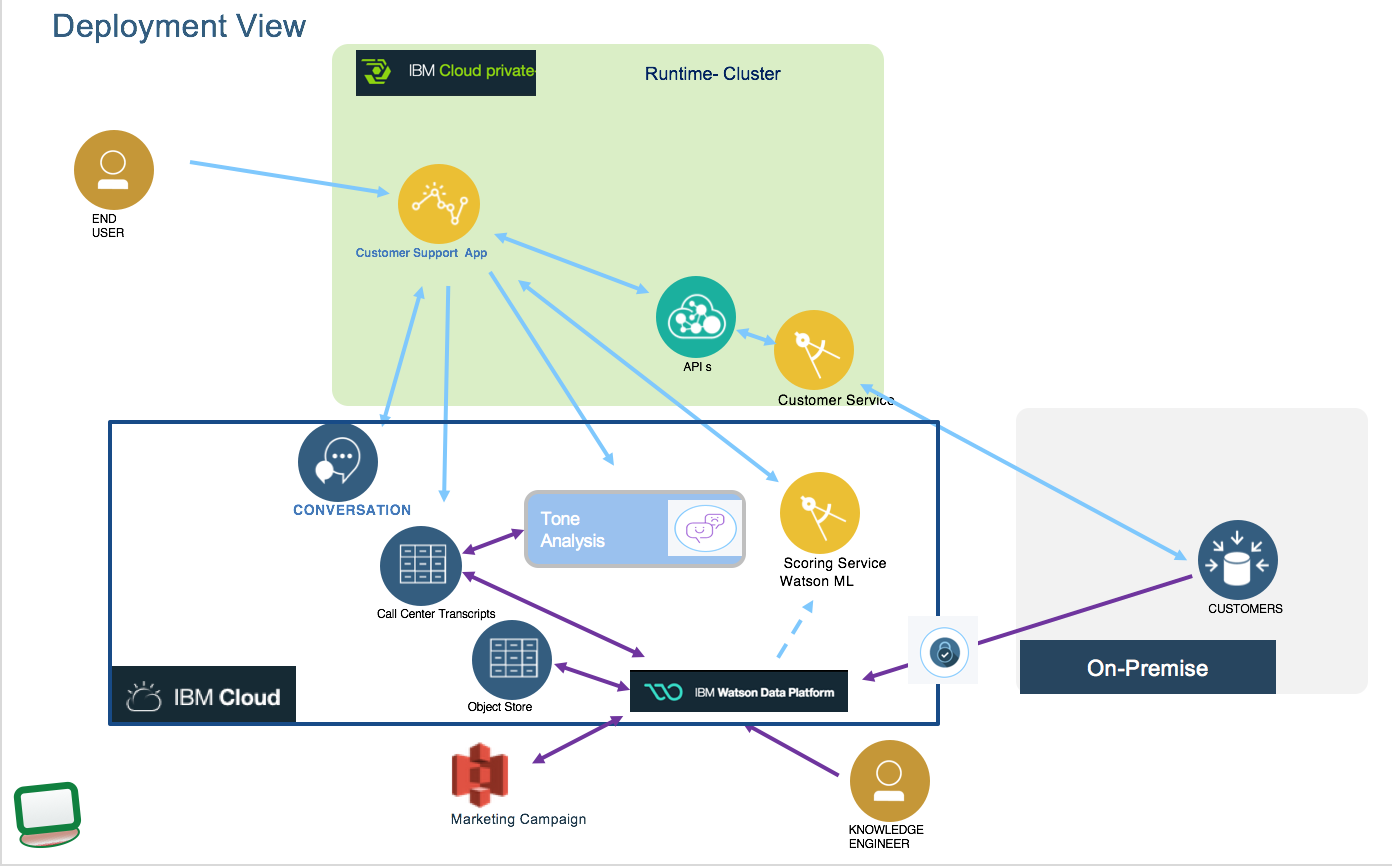 Deployment View
IBM Cloud private
Runtime- Cluster
END
USER
Customer Support App
API s
Customer Service
CONVERSATION
Tone
Analysis
Scoring Service
Watson ML
Call Center Transcripts
CUSTOMERS
Object Store
IBM Watson Data Platform
On-Premise
IBM Cloud
Marketing Campaign
KNOWLEDGE
ENGINEER